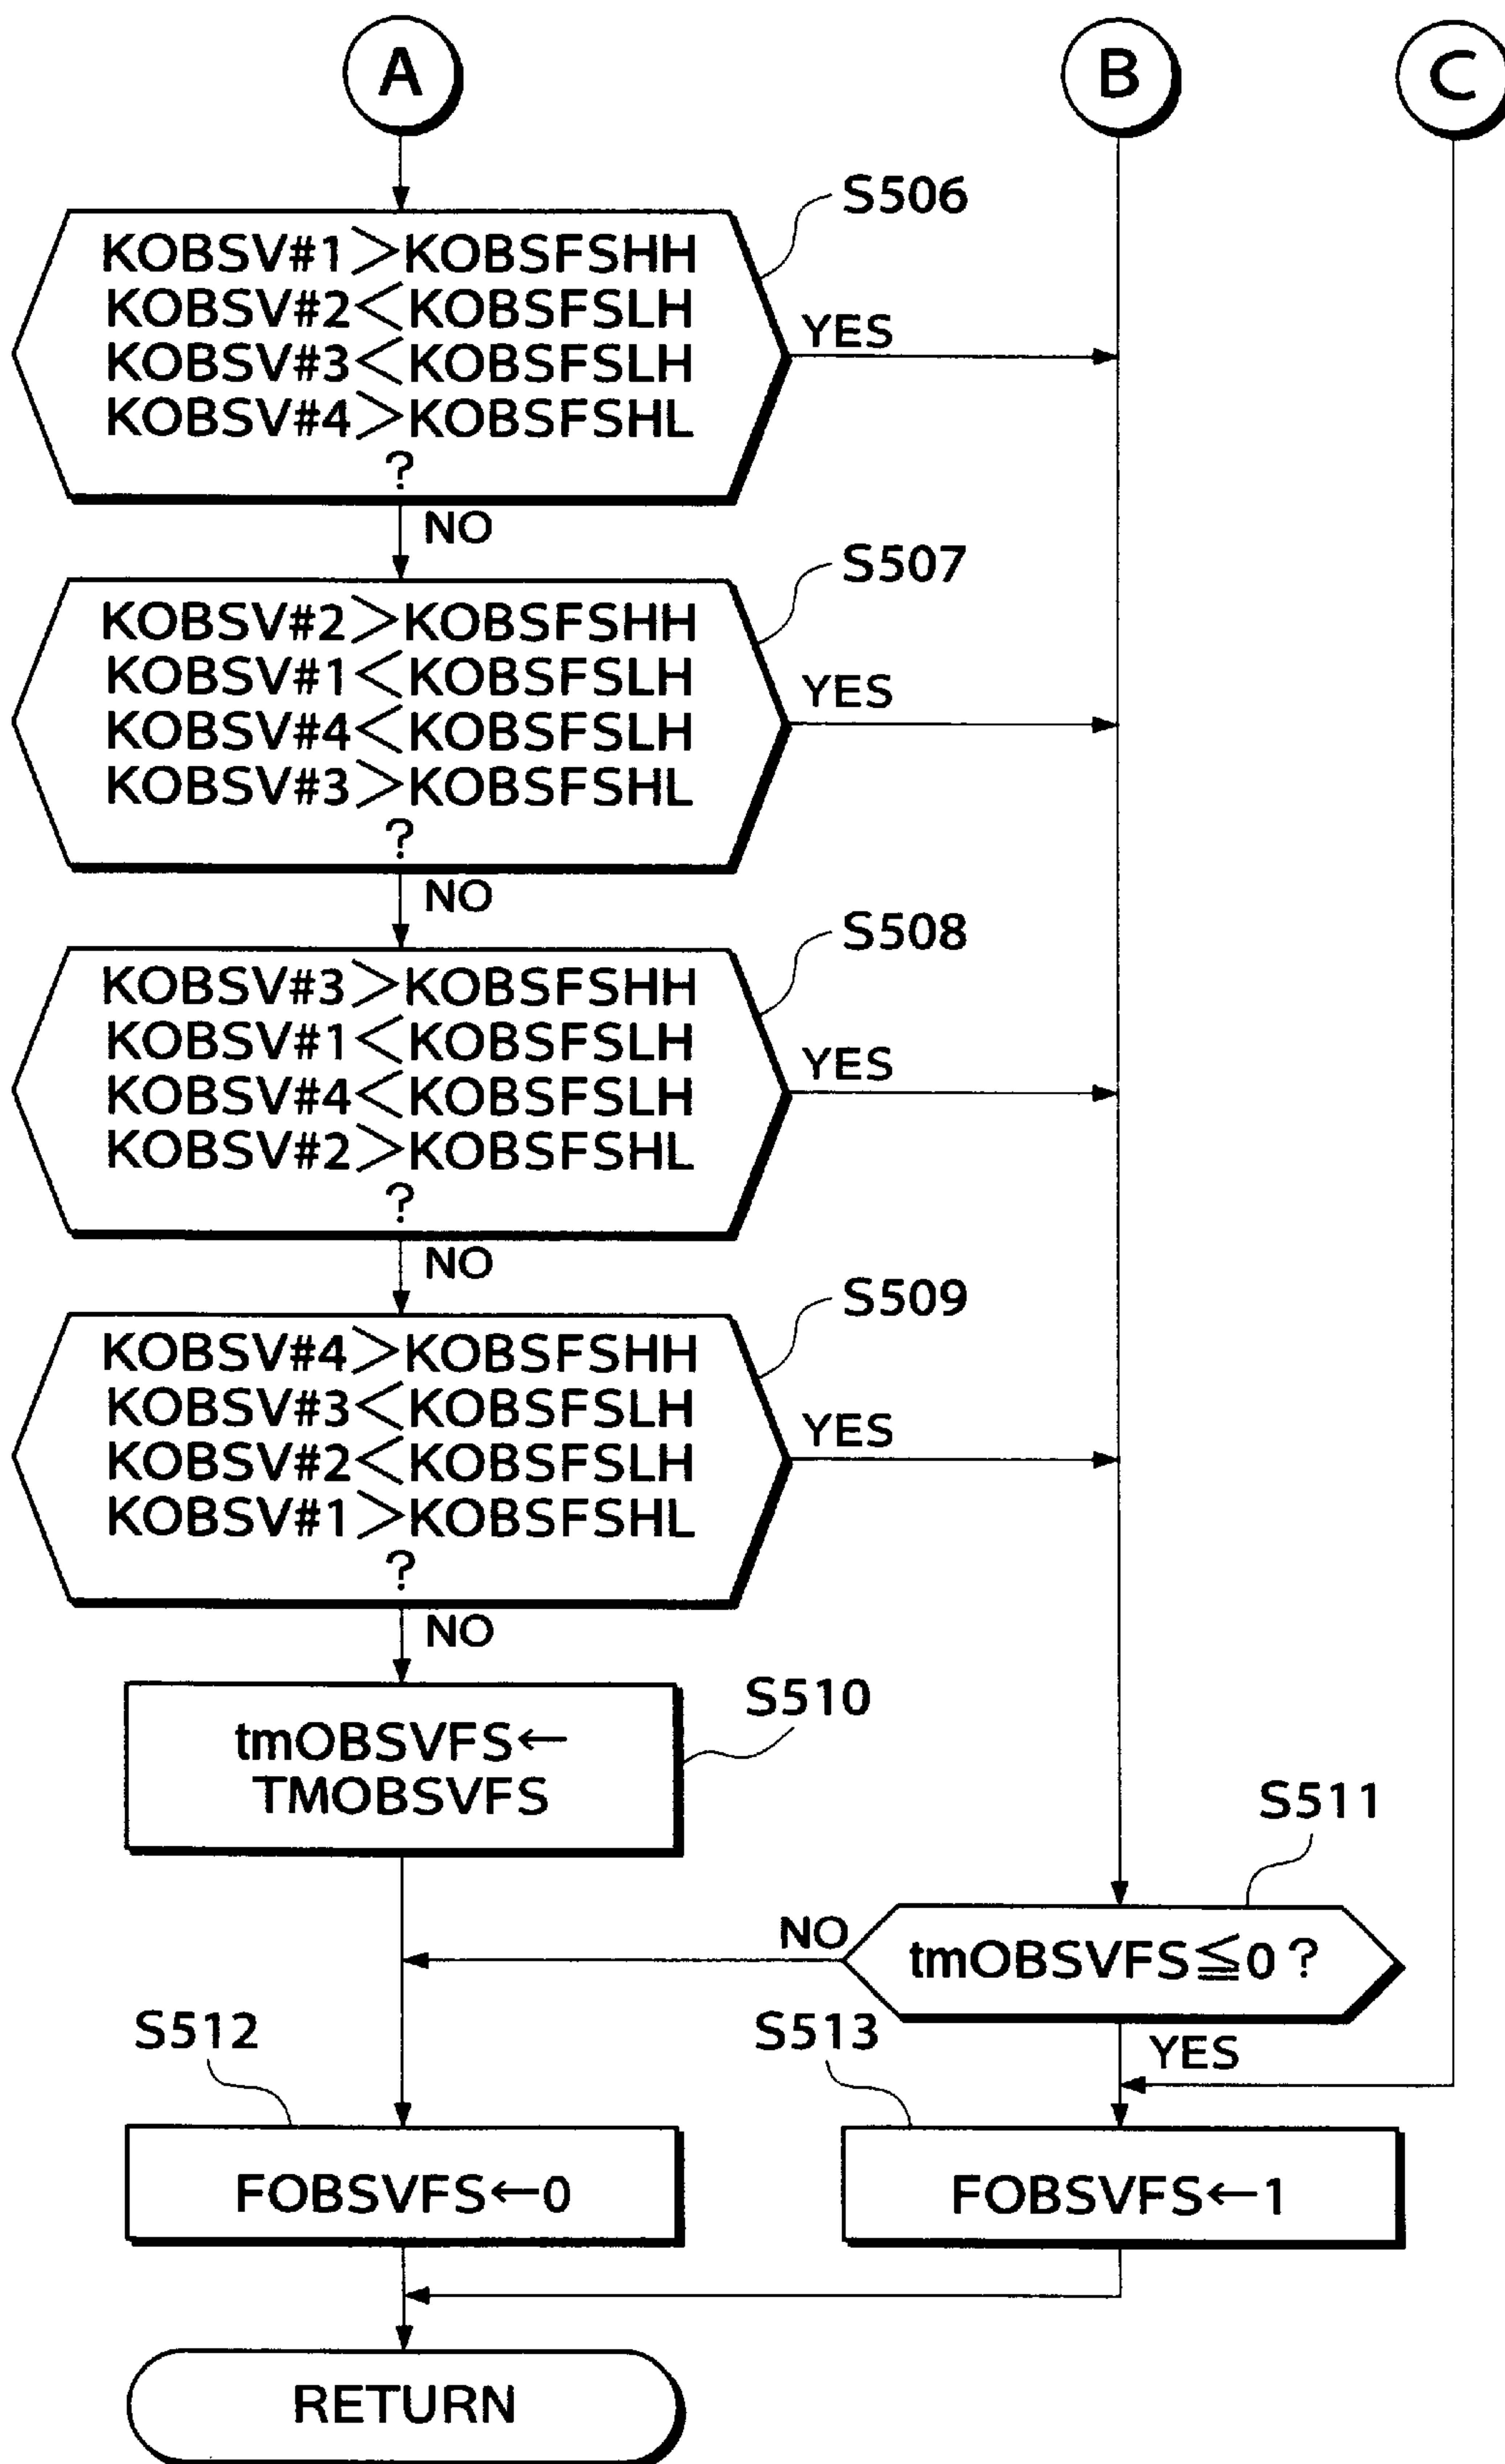 A
B
C
S506
KOBSV#1>KOBSFSHH
KOBSV#2<KOBSFSLH
KOBSV#3<KOBSFSLH
KOBSV#4>KOBSFSHL
?
YES
NO
S507
KOBSV#2>KOBSFSHH
KOBSV#1<KOBSFSLH
KOBSV#4<KOBSFSLH
KOBSV#3>KOBSFSHL
?
YES
NO
S508
KOBSV#3>KOBSFSHH
KOBSV#1<KOBSFSLH
KOBSV#4<KOBSFSLH
KOBSV#2>KOBSFSHL
?
YES
NO
S509
KOBSV#4>KOBSFSHH
KOBSV#3<KOBSFSLH
KOBSV#2<KOBSFSLH
KOBSV#1>KOBSFSHL
?
YES
NO
S510
tmOBSVFS←
TMOBSVFS
S511
tmOBSVFS≦0?
NO
YES
S512
S513
FOBSVFS←0
FOBSVFS←1
RETURN